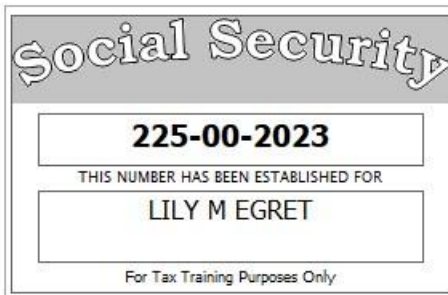 Social Security
225-00-2023
THIS NUMBER HAS BEEN ESTABLISHED FOR
LILY M EGRET
For Tax Training Purposes Only